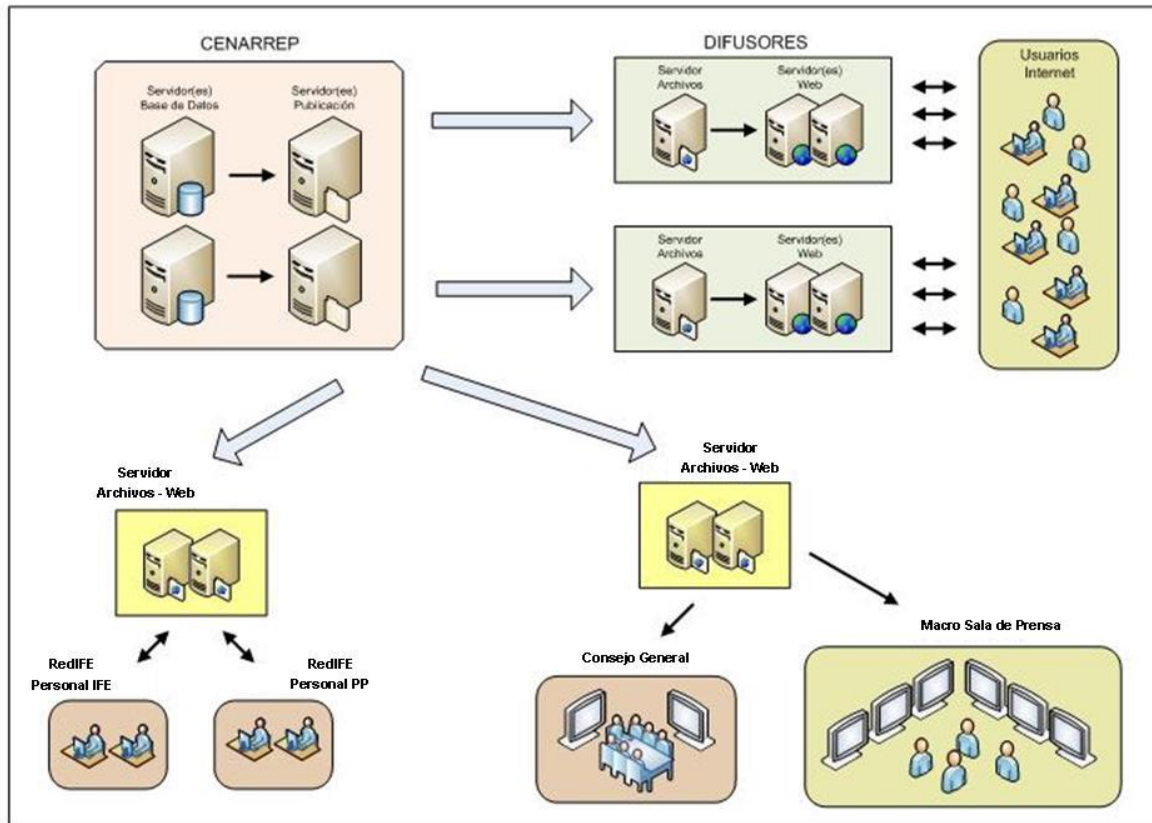 CENARREP
Servidor(es)
Base de Datos
Servidor(es)
Publicación
DIFUSORES
Servidor
Archivos
Servidor(es)
Web
Servidor
Archivos
Servidor(es)
Web
Usuarios
Internet
Servidor
Archivos - Web
RedIFE
Personal IFE
RedIFE
Personal PP
Servidor
Archivos - Web
Consejo General
Macro Sala de Prensa